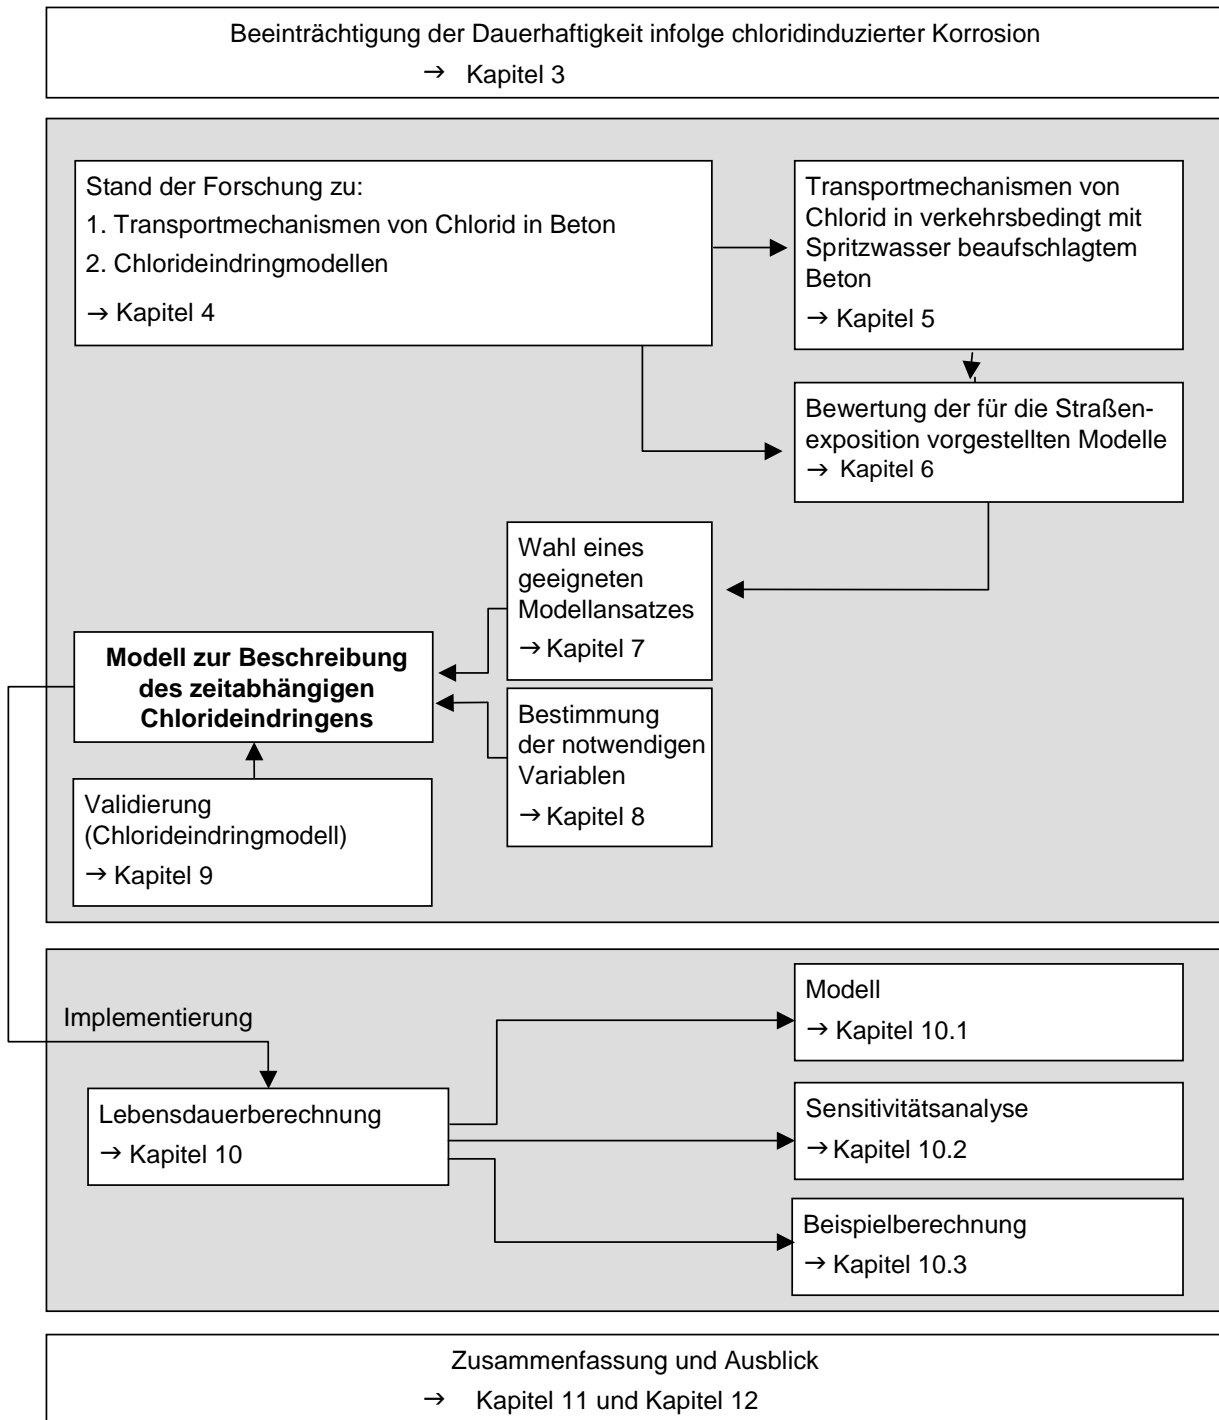 Beeinträchtigung der Dauerhaftigkeit infolge chloridinduzierter Korrosion
→ Kapitel 3
Stand der Forschung zu:
1. Transportmechanismen von Chlorid in Beton
2. Chlorideindringmodellen
→ Kapitel 4
Transportmechanismen von
Chlorid in verkehrsbedingt mit
Spritzwasser beaufschlagtem
Beton
→ Kapitel 5
Bewertung der für die Straßen-
exposition vorgestellten Modelle
→ Kapitel 6
Wahl eines
geeigneten
Modellansatzes
→ Kapitel 7
Modell zur Beschreibung
des zeitabhängigen
Chlorideindringens
Bestimmung
der notwendigen
Variablen
→ Kapitel 8
Validierung
(Chlorideindringmodell)
→ Kapitel 9
Implementierung
Lebensdauerberechnung
→ Kapitel 10
Modell
→ Kapitel 10.1
Sensitivitätsanalyse
→ Kapitel 10.2
Beispielberechnung
→ Kapitel 10.3
Zusammenfassung und Ausblick
→ Kapitel 11 und Kapitel 12